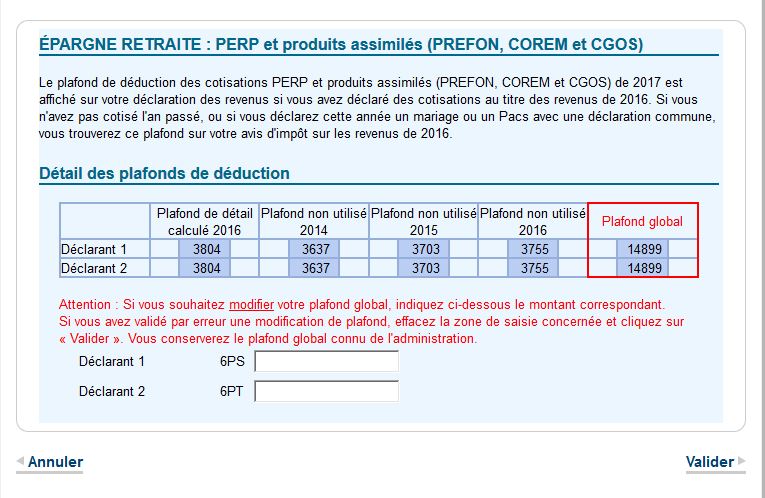 ÉPARGNE RETRAITE : PERP et produits assimilés (PREFON, COREM et CGOS)
Le plafond de déduction des cotisations PERP et produits assimilés (PREFON, COREM et CGOS) de 2017 est
affiché sur votre déclaration des revenus si vous avez déclaré des cotisations au titre des revenus de 2016. Si vous
n'avez pas cotisé l'an passé, ou si vous déclarez cette année un mariage ou un Pacs avec une déclaration commune,
vous trouverez ce plafond sur votre avis d'impôt sur les revenus de 2016.
Détail des plafonds de déduction
Plafond de détail Plafond non utilisé Plafond non utilisé Plafond non utilisé Plafond global
calculé 2016 2014 2015 2016
Déclarant 1 3804 3637 3703 3755 14899
Déclarant 2 3804 3637 3703 3755 14899
Attention : Si vous souhaitez modifier votre plafond global, indiquez ci-dessous le montant correspondant.
Si vous avez validé par erreur une modification de plafond, effacez la zone de saisie concernée et cliquez sur
« Valider ». Vous conserverez le plafond global connu de l'administration.
Déclarant 1 6PS
Déclarant 2 6PT
Annuler Valider